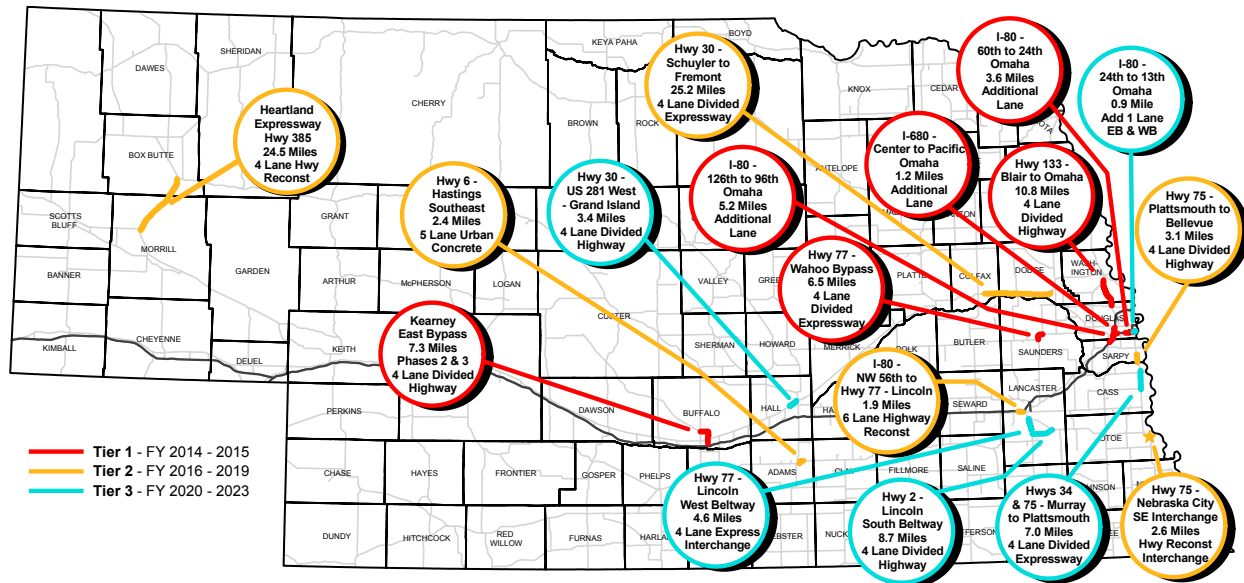 Heartland
Expressway
Hwy 385
24.5 Miles
4 Lane Hwy
Reconst
Hwy 6 -
Hastings
Southeast
2.4 Miles
5 Lane Urban
Concrete
Hwy 30 -
US 281 West
- Grand Island
3.4 Miles
4 Lane Divided
Highway
Hwy 30 -
Schuyler to
Fremont
25.2 Miles
4 Lane Divided
Expressway
I-80 -
126th to 96th
Omaha
5.2 Miles
Additional
Lane
I-680 -
Center to Pacific
Omaha
1.2 Miles
Additional
Lane
I-80 -
60th to 24th
Omaha
3.6 Miles
Additional
Lane
I-80 -
24th to 13th
Omaha
0.9 Mile
Add 1 Lane
EB & WB
Hwy 133 -
Blair to Omaha
10.8 Miles
4 Lane
Divided
Highway
Hwy 75 -
Plattsmouth to
Bellevue
3.1 Miles
4 Lane Divided
Highway
Hwy 77 -
Wahoo Bypass
6.5 Miles
4 Lane
Divided
Expressway
Kearney
East Bypass
7.3 Miles
Phases 2 & 3
4 Lane Divided
Highway
I-80 -
NW 56th to
Hwy 77 - Lincoln
1.9 Miles
6 Lane Highway
Reconst
Hwy 77 -
Lincoln
West Beltway
4.6 Miles
4 Lane Express
Interchange
Hwy 2 -
Lincoln
South Beltway
8.7 Miles
4 Lane Divided
Highway
Hwys 34
& 75 - Murray
to Plattsmouth
7.0 Miles
4 Lane Divided
Expressway
Hwy 75 -
Nebraska City
SE Interchange
2.6 Miles
Hwy Reconst
Interchange
Tier 1 - FY 2014 - 2015
Tier 2 - FY 2016 - 2019
Tier 3 - FY 2020 - 2023
DAWES
SHERIDAN
CHERRY
KEYA PAHA
BOYD
BROWN
ROCK
KNOX
CEDAR
BOX BUTTE
ANTELOPE
SCOTTS
BLUFF
MORRILL
GRANT
GARDEN
BANNER
ARTHUR
McPHERSON
LOGAN
CUSTER
VALLEY
PLATTE
COLFAX
DODGE
WASH-
INGTON
DOUGLAS
SARPY
KIMBALL
CHEYENNE
DEUEL
KEITH
SHERMAN
HOWARD
MERRICK
POLK
BUTLER
SAUNDERS
PERKINS
DAWSON
BUFFALO
HALL
SEWARD
LANCASTER
CASS
OTOE
CHASE
HAYES
FRONTIER
GOSPER
PHELPS
ADAMS
CLAY
FILLMORE
SALINE
DUNDY
HITCHCOCK
RED
WILLOW
FURNAS
HARLAN